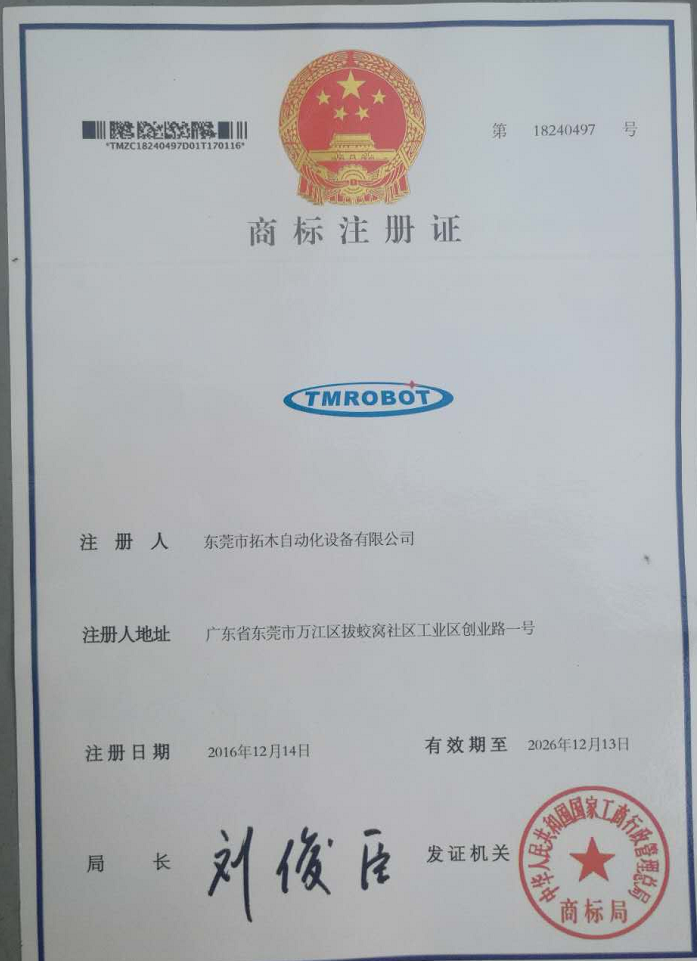 *TMZC18240497D01T170116*
第 18240497 号
商标注册证
TMROBOT
注册人 东莞市拓木自动化设备有限公司
注册人地址 广东省东莞市万江区拔蛟窝社区工业区创业路一号
注册日期 2016年12月14日 有效期至 2026年12月13日
局长 刘俊臣 发证机关
中华人民共和国国家工商行政管理总局
商标局